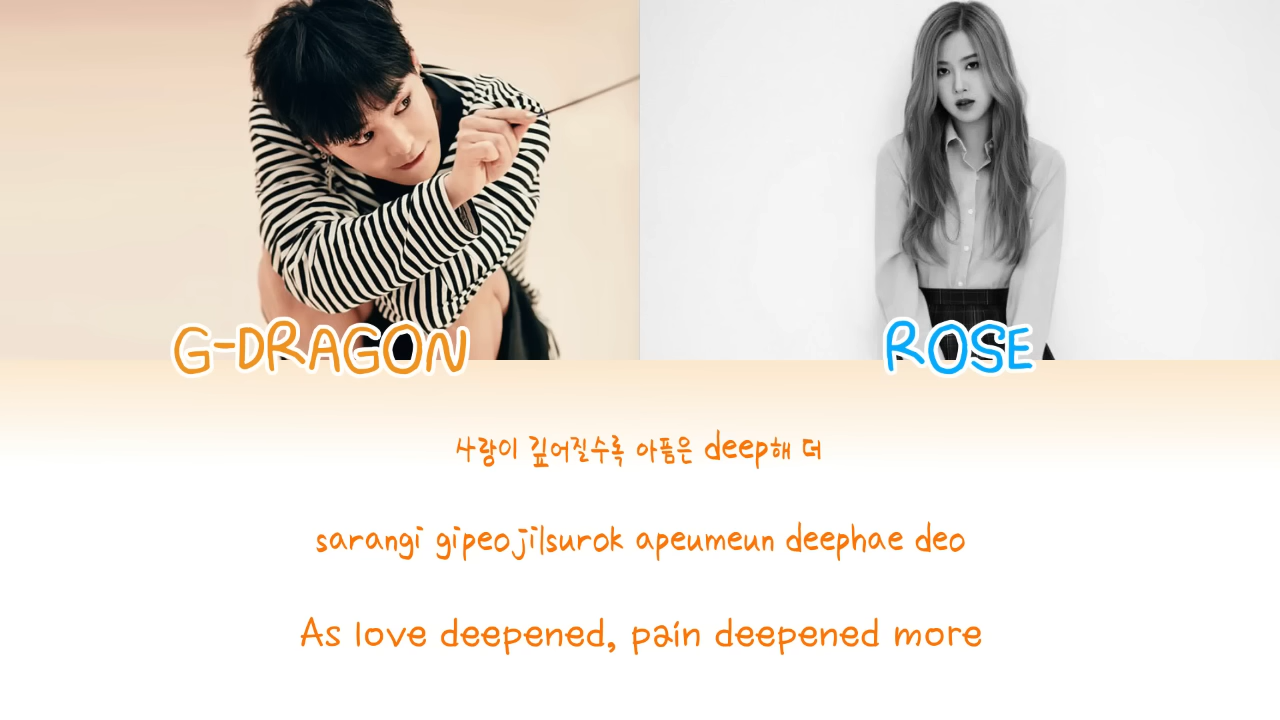 G-DRAGON
ROSE
사랑이 깊어질수록 아픔은 deep해 더
sarangi gipeojilsurok apeumeun deephae deo
As love deepened, pain deepened more